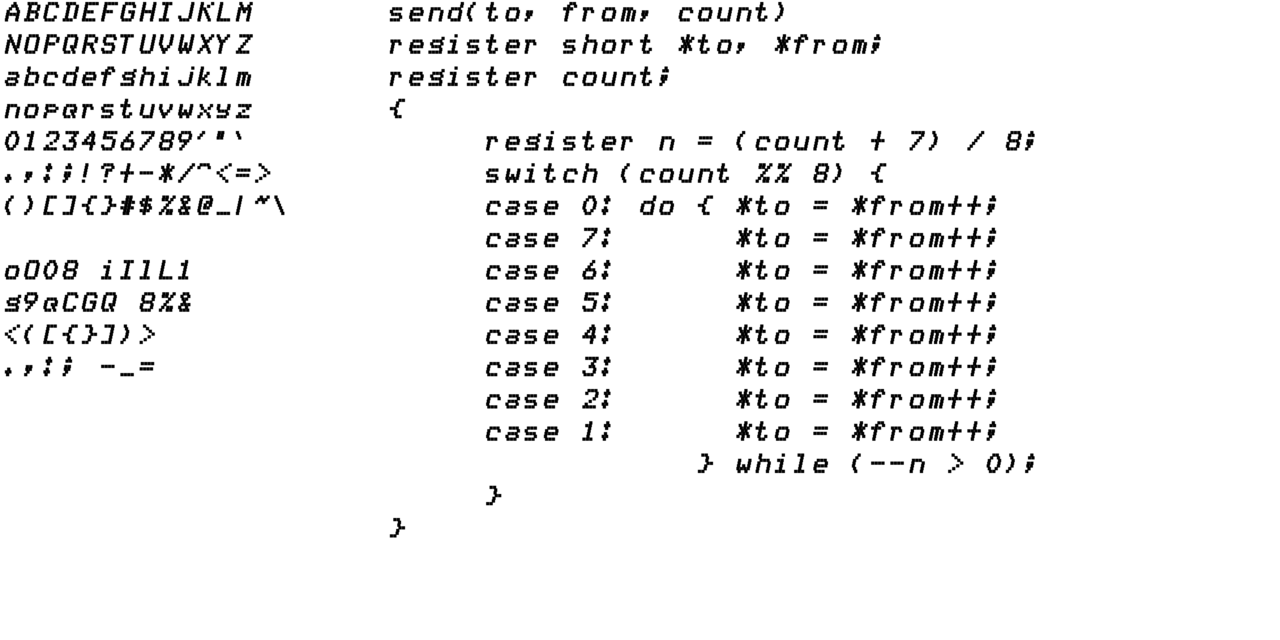 ABCDEFGHIJKLM
NOPQRSTUVWXYZ
abcdefghijklm
nopqrstuvwxyz
0123456789'"`
.,:;!?+-*/^<=>
()[]{}#$%&@_|~\
oO08 iIlL1
g9qCGQ 8%&
<([{}])>
.,:; -_=
send(to, from, count)
register short *to, *from;
register count;
{
     register n = (count + 7) / 8;
     switch (count %% 8) {
     case 0: do { *to = *from++;
     case 7:      *to = *from++;
     case 6:      *to = *from++;
     case 5:      *to = *from++;
     case 4:      *to = *from++;
     case 3:      *to = *from++;
     case 2:      *to = *from++;
     case 1:      *to = *from++;
                } while (--n > 0);
     }
}